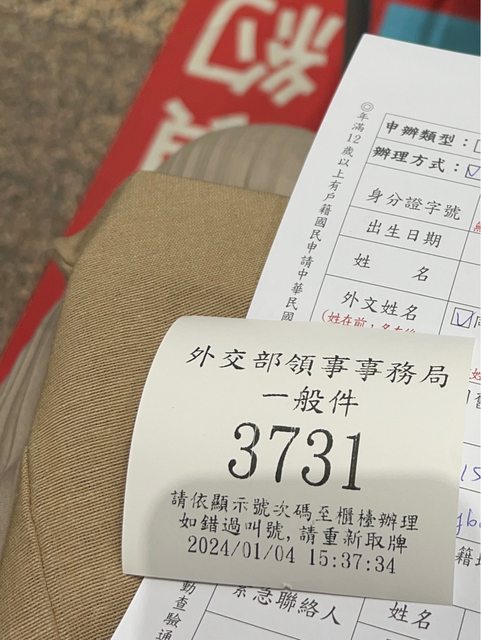 約
◎年滿12歲以上有戶籍國民申請中華民國
申辦類型：
辦理方式：
身分證字號
出生日期
姓 名
外文姓名
外交部領事事務局
一般件
3731
請依顯示號次碼至櫃檯辦理
如錯過叫號,請重新取牌
2024/01/04 15:37:34
緊急聯絡人
姓名